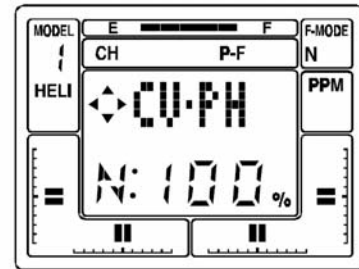 MODEL
1
HELI
E F
CH P-F
CV-PH
N:100%
F-MODE
N
PPM